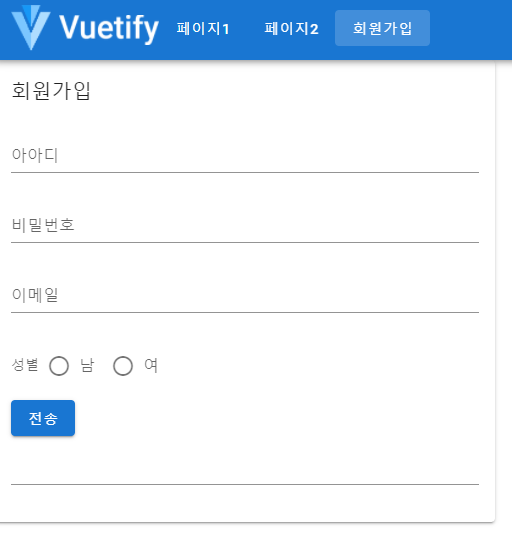 Vuetify 페이지1 페이지2 회원가입
회원가입
아아디
비밀번호
이메일
성별 남 여
전송